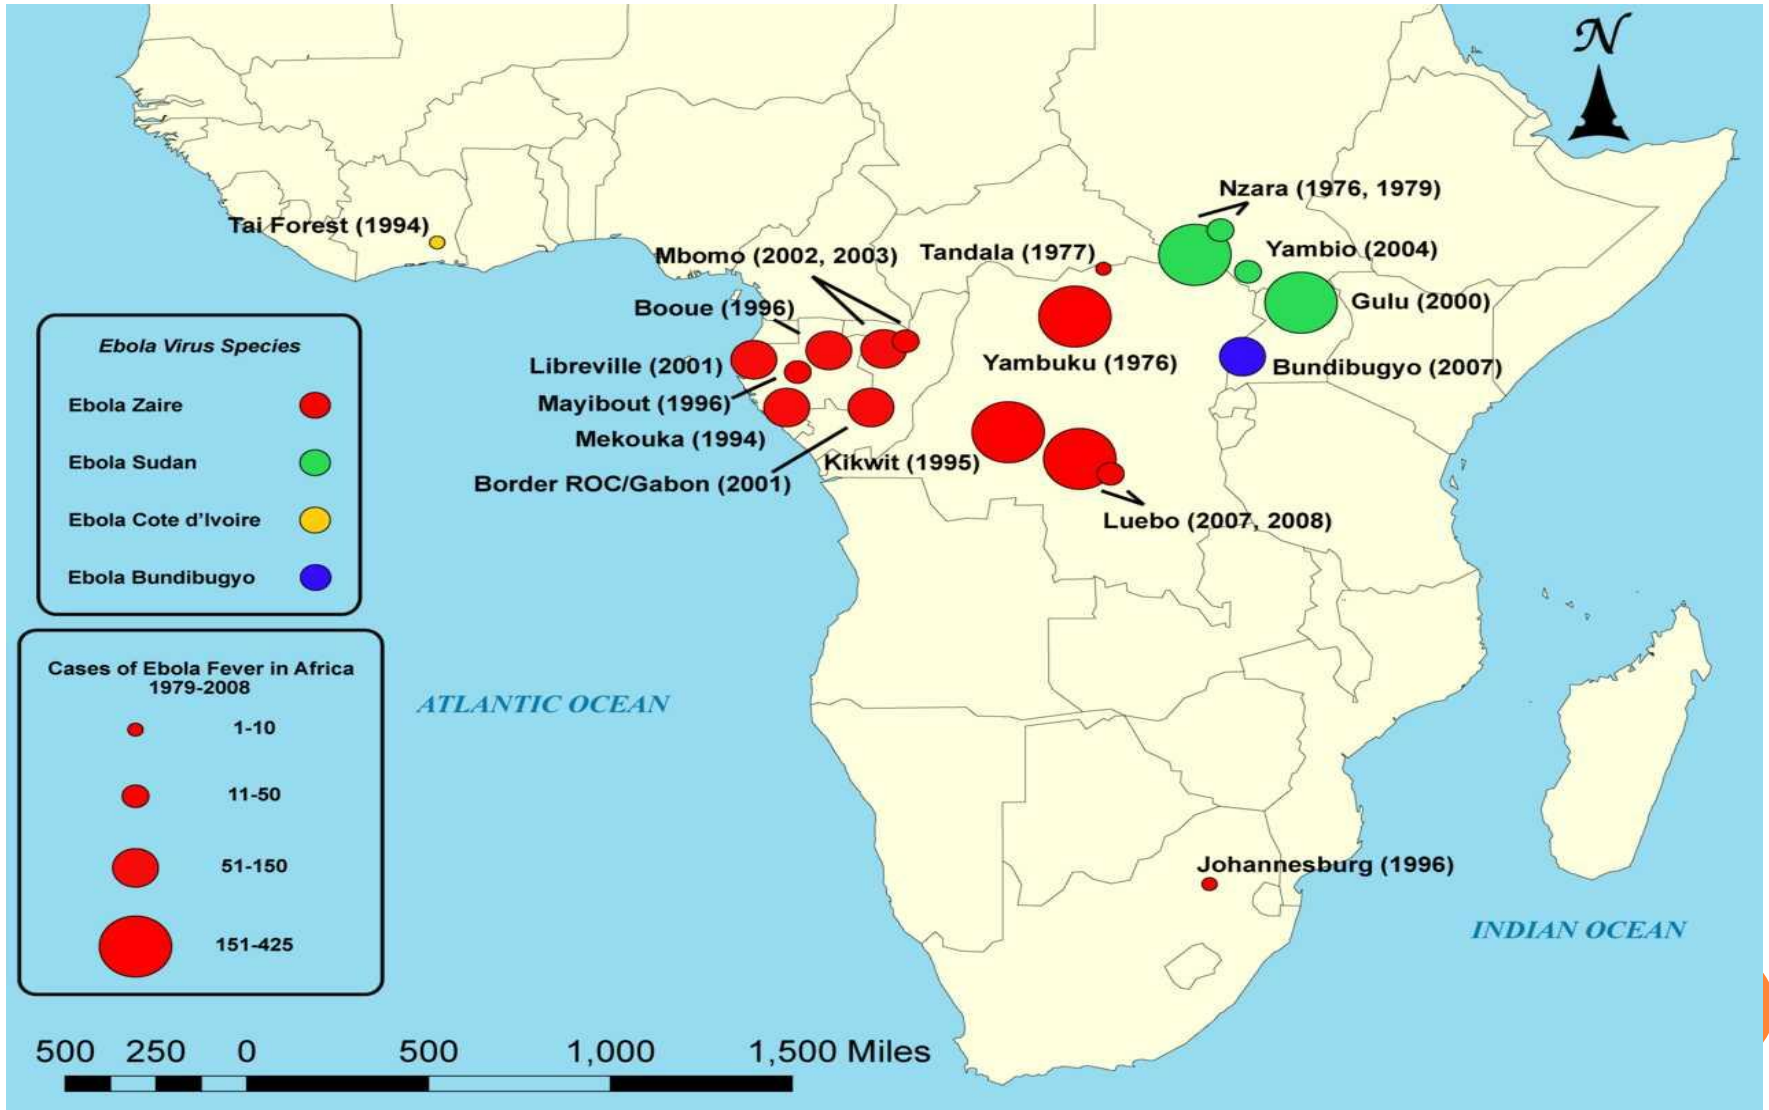 N
Nzara (1976, 1979)
Tai Forest (1994)
Mbomo (2002, 2003)
Tandala (1977)
Yambio (2004)
Booue (1996)
Gulu (2000)
Ebola Virus Species
Libreville (2001)
Yambuku (1976)
Bundibugyo (2007)
Ebola Zaire
Mayibout (1996)
Mekouka (1994)
Ebola Sudan
Kikwit (1995)
Border ROC/Gabon (2001)
Ebola Cote d'Ivoire
Luebo (2007, 2008)
Ebola Bundibugyo
Cases of Ebola Fever in Africa
1979-2008
1-10
11-50
51-150
151-425
ATLANTIC OCEAN
Johannesburg (1996)
INDIAN OCEAN
500 250 0 500 1,000 1,500 Miles